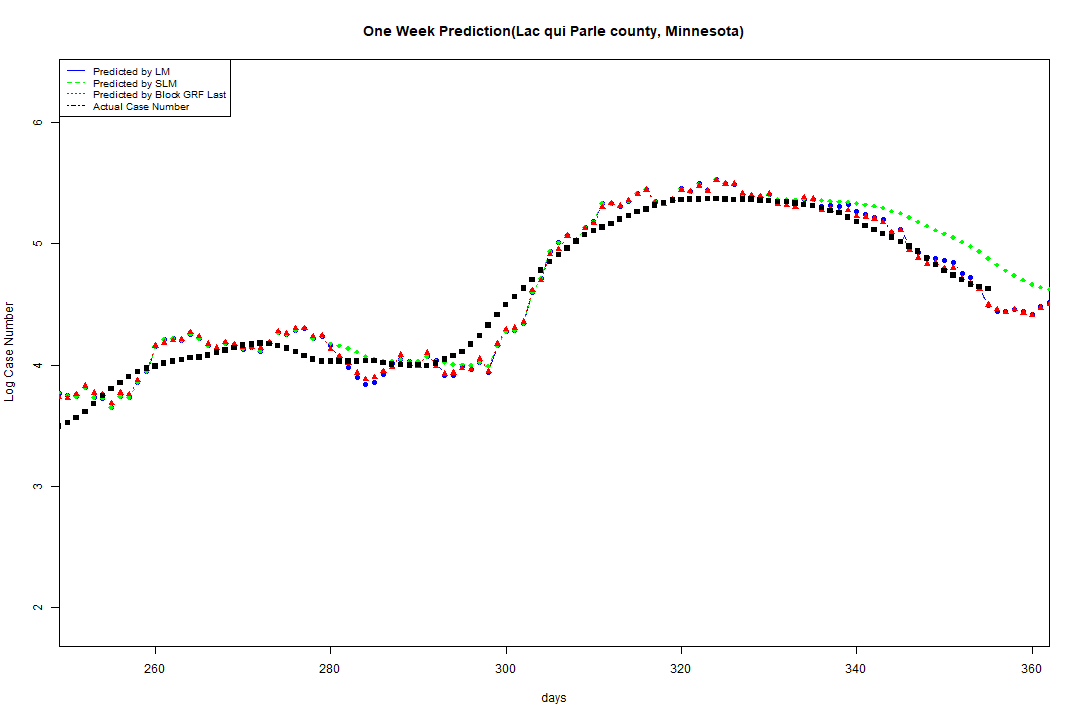 One Week Prediction(Lac qui Parle county, Minnesota)
Predicted by LM
Predicted by SLM
Predicted by Block GRF Last
Actual Case Number
6
5
4
3
2
Log Case Number
260 280 300 320 340 360
days